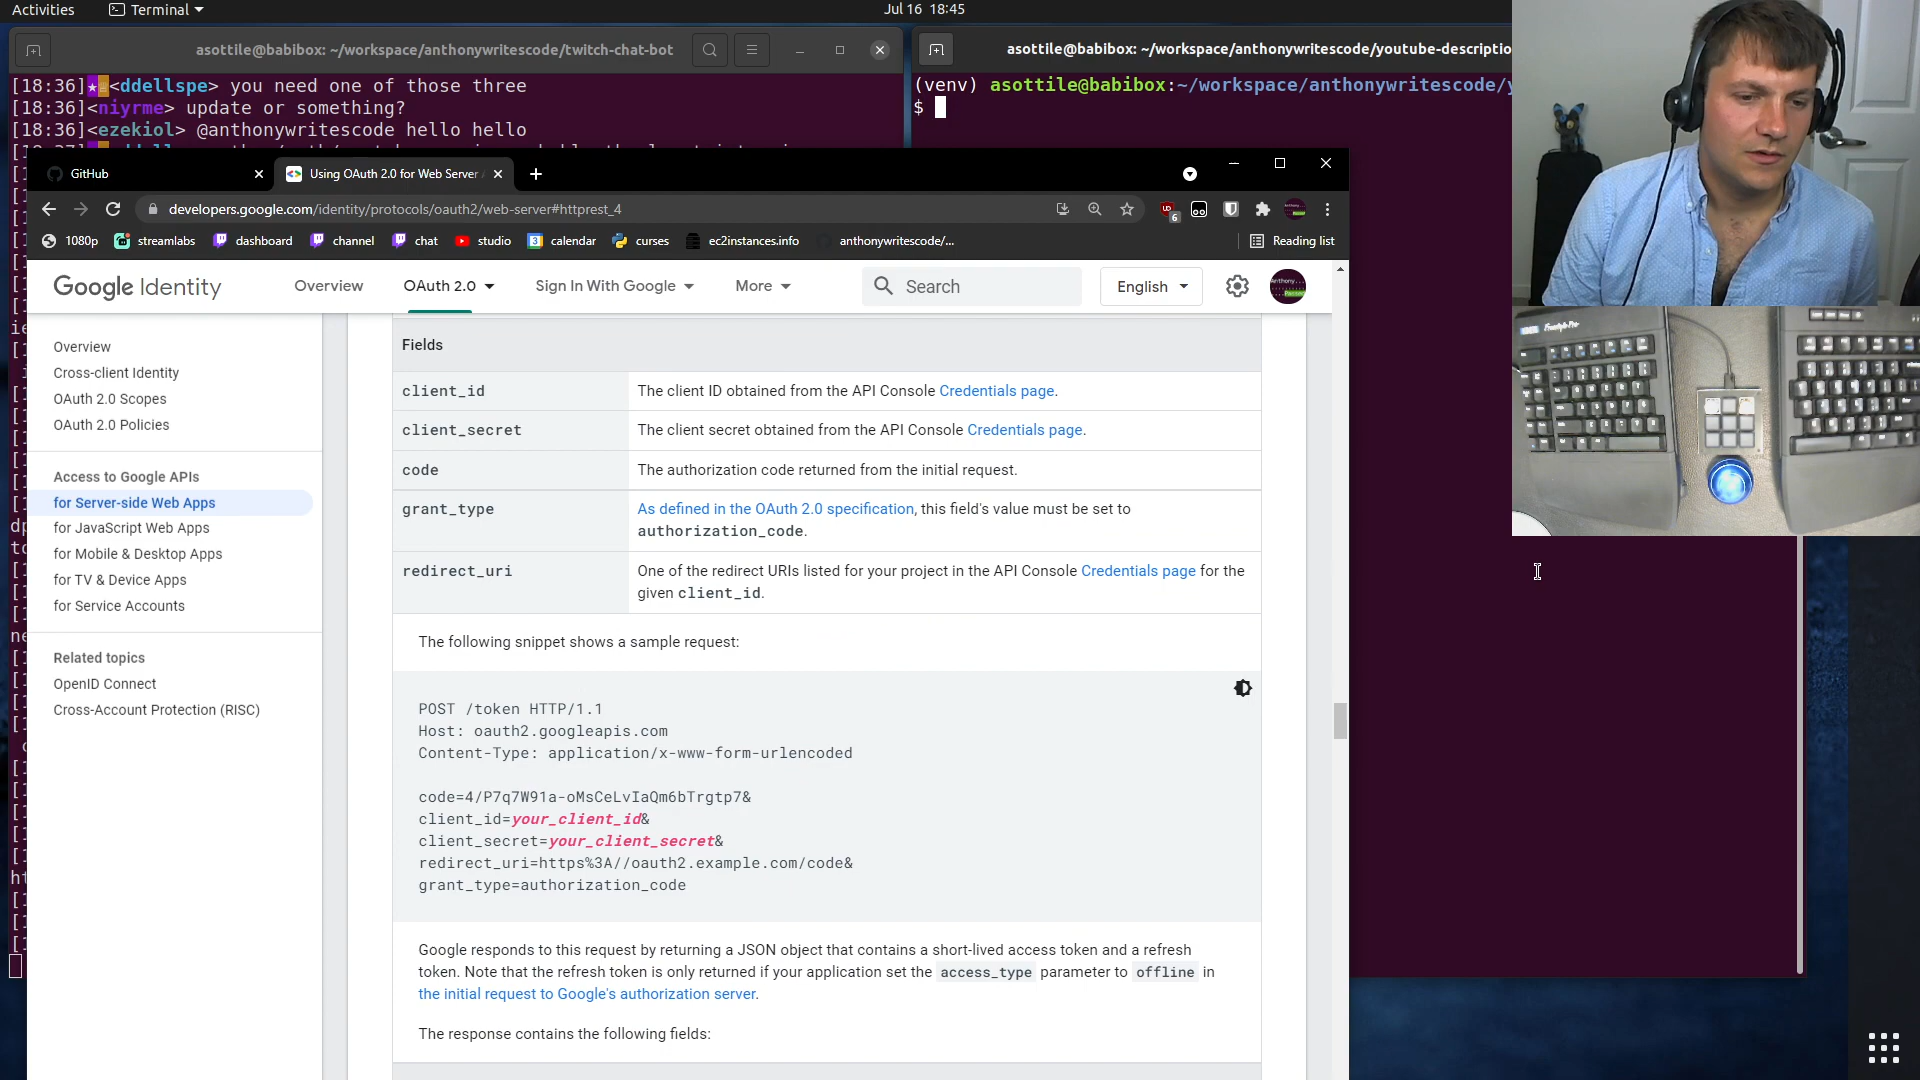 Activities
Terminal
Jul 16 18:45
asottile@babibox: ~/workspace/anthonywritescode/twitch-chat-bot
asottile@babibox: ~/workspace/anthonywritescode/youtube-descriptio
[18:36]<ddellspe> you need one of those three
[18:36]<niyrme> update or something?
[18:36]<ezekiol> @anthonywritescode hello hello
(venv) asottile@babibox:~/workspace/anthonywritescode/y
$
GitHub
Using OAuth 2.0 for Web Server
developers.google.com/identity/protocols/oauth2/web-server#httprest_4
6
1080p
streamlabs
dashboard
channel
chat
studio
calendar
curses
ec2instances.info
anthonywritescode/...
Reading list
Google Identity
Overview
OAuth 2.0
Sign In With Google
More
Search
English
Overview
Cross-client Identity
OAuth 2.0 Scopes
OAuth 2.0 Policies
Access to Google APIs
for Server-side Web Apps
for JavaScript Web Apps
for Mobile & Desktop Apps
for TV & Device Apps
for Service Accounts
Related topics
OpenID Connect
Cross-Account Protection (RISC)
Fields
client_id
The client ID obtained from the API Console Credentials page.
client_secret
The client secret obtained from the API Console Credentials page.
code
The authorization code returned from the initial request.
grant_type
As defined in the OAuth 2.0 specification, this field's value must be set to
authorization_code.
redirect_uri
One of the redirect URIs listed for your project in the API Console Credentials page for the
given client_id.
The following snippet shows a sample request:
POST /token HTTP/1.1
Host: oauth2.googleapis.com
Content-Type: application/x-www-form-urlencoded
code=4/P7q7W91a-oMsCeLvIaQm6bTrgtp7&
client_id=your_client_id&
client_secret=your_client_secret&
redirect_uri=https%3A//oauth2.example.com/code&
grant_type=authorization_code
Google responds to this request by returning a JSON object that contains a short-lived access token and a refresh
token. Note that the refresh token is only returned if your application set the access_type parameter to offline in
the initial request to Google's authorization server.
The response contains the following fields: